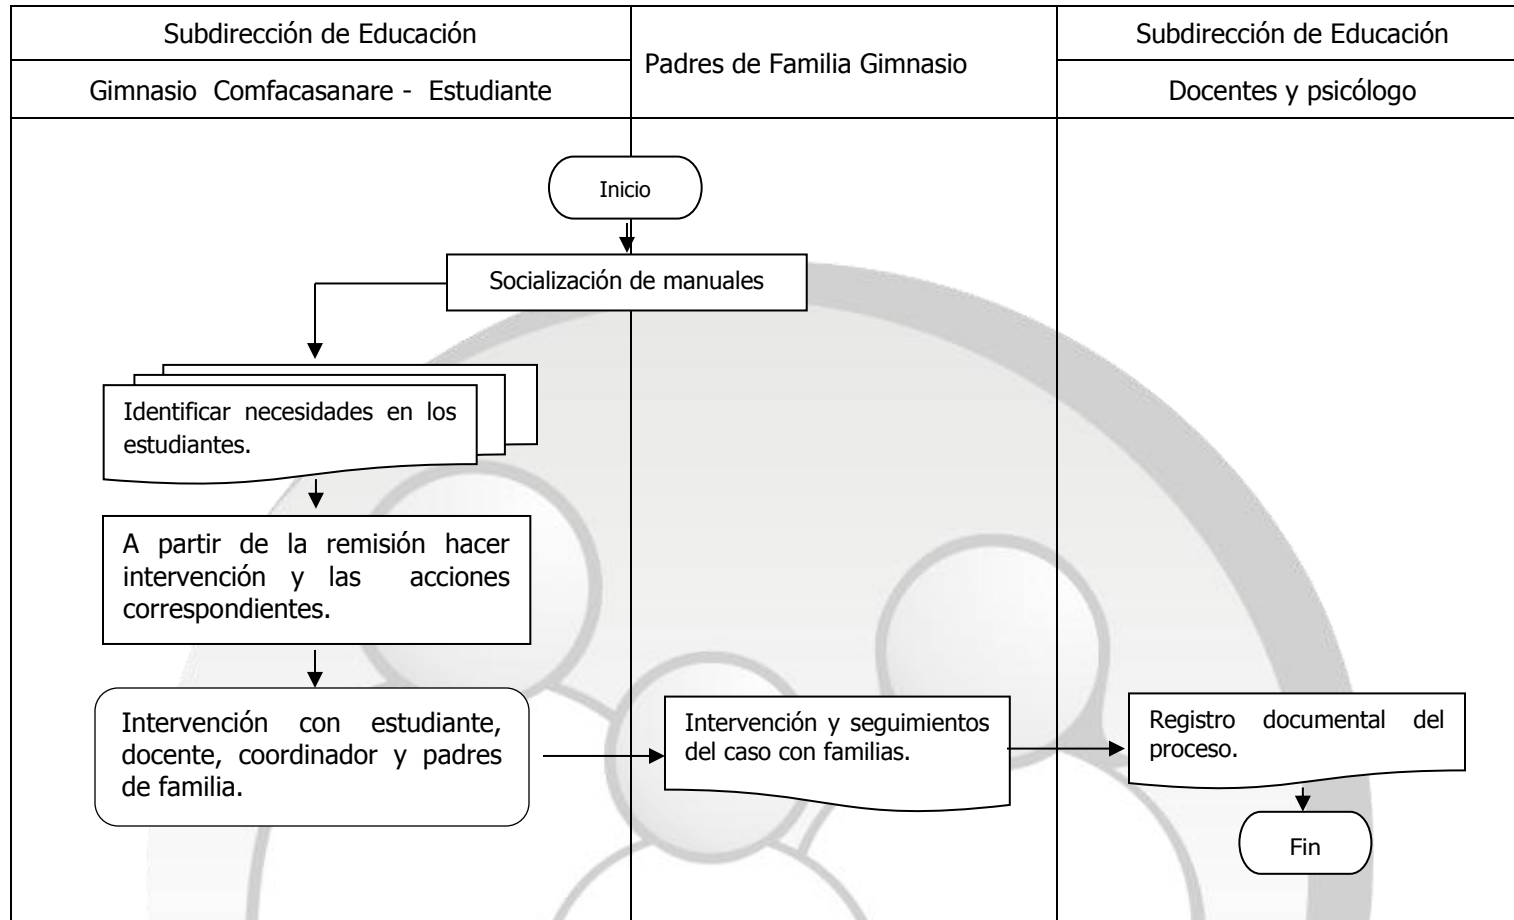 Subdirección de Educación
Gimnasio Comfacasanare - Estudiante
Padres de Familia Gimnasio
Subdirección de Educación
Docentes y psicólogo
Inicio
Socialización de manuales
Identificar necesidades en los
estudiantes.
A partir de la remisión hacer
intervención y las acciones
correspondientes.
Intervención con estudiante,
docente, coordinador y padres
de familia.
Intervención y seguimientos
del caso con familias.
Registro documental del
proceso.
Fin